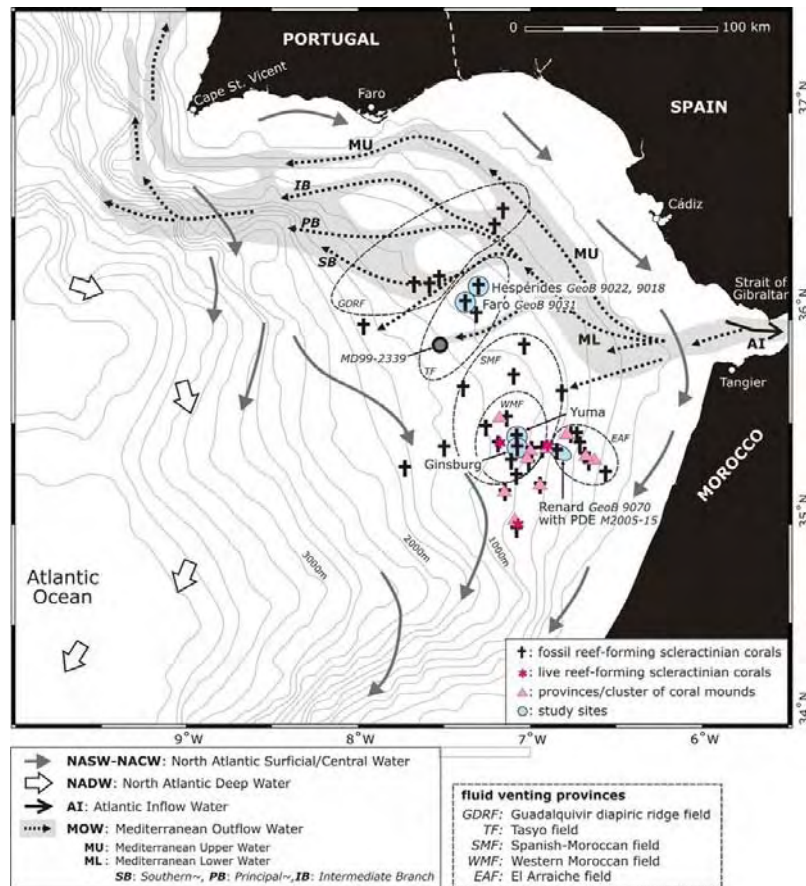 PORTUGAL
0 100 km
Cape St. Vicent
Faro
SPAIN
37°N
MU
IB
Cádiz
PB
MU
SB
Strait of
Gibraltar
Hespérides GeoB 9022, 9018
GDRF
Faro GeoB 9031
36°N
ML
AI
MD99-2339
TF
SMF
Tangier
WMF
Yuma
EAF
Ginsburg
MOROCCO
Renard GeoB 9070
with PDE M2005-15
35°N
3000m
2000m
1000m
Atlantic
Ocean
: fossil reef-forming scleractinian corals
: live reef-forming scleractinian corals
: provinces/cluster of coral mounds
: study sites
34°N
9°W 8°W 7°W 6°W
NASW-NACW: North Atlantic Surficial/Central Water
NADW: North Atlantic Deep Water
AI: Atlantic Inflow Water
MOW: Mediterranean Outflow Water
MU: Mediterranean Upper Water
ML: Mediterranean Lower Water
SB: Southern~, PB: Principal~, IB: Intermediate Branch
fluid venting provinces
GDRF: Guadalquivir diapiric ridge field
TF: Tasyo field
SMF: Spanish-Moroccan field
WMF: Western Moroccan field
EAF: El Arraiche field